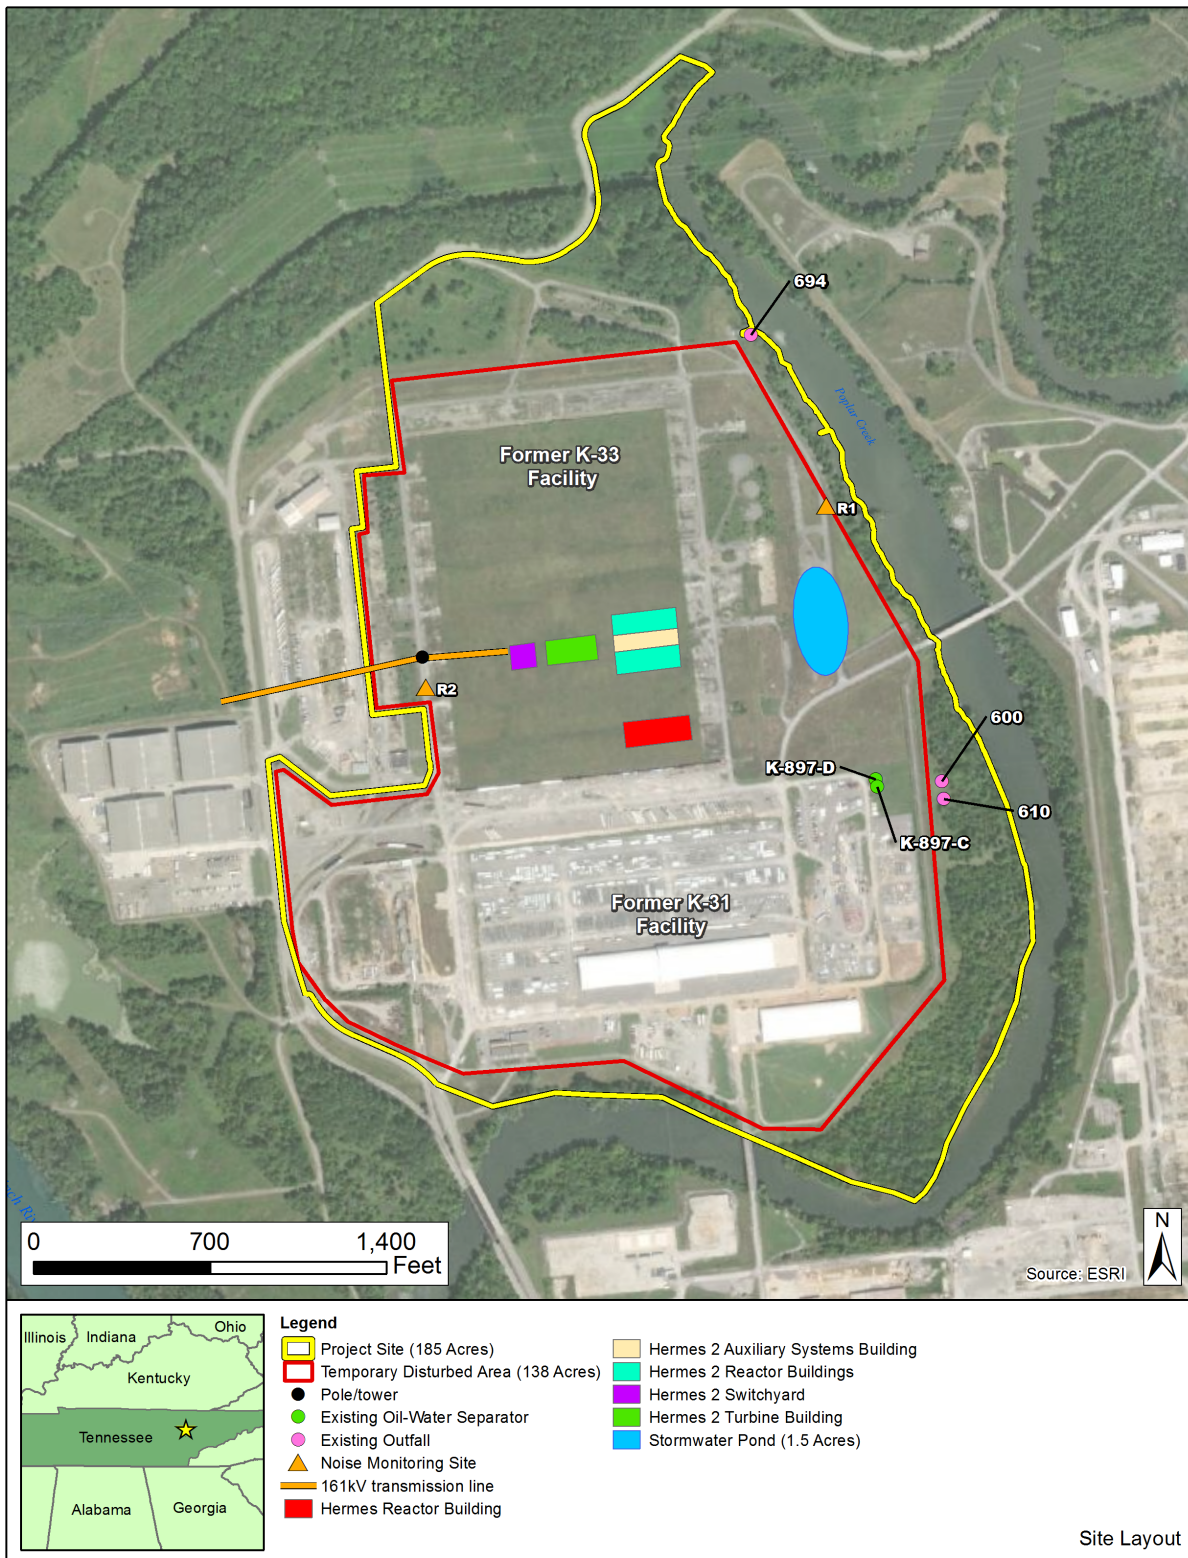 694
Poplar Creek
Former K-33
Facility
R1
R2
600
K-897-D
610
K-897-C
Former K-31
Facility
0 700 1,400
Feet
N
Source: ESRI
Illinois
Indiana
Ohio
Kentucky
Tennessee
Alabama
Georgia
Legend
Project Site (185 Acres)
Temporary Disturbed Area (138 Acres)
Pole/tower
Existing Oil-Water Separator
Existing Outfall
Noise Monitoring Site
161kV transmission line
Hermes Reactor Building
Hermes 2 Auxiliary Systems Building
Hermes 2 Reactor Buildings
Hermes 2 Switchyard
Hermes 2 Turbine Building
Stormwater Pond (1.5 Acres)
Site Layout